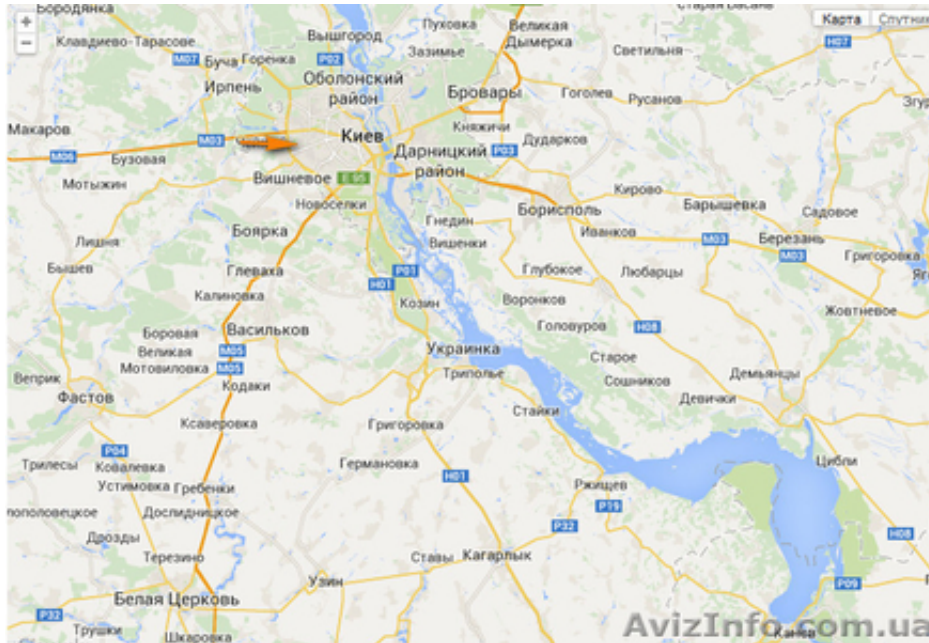 Бородянка
Пуховка
Великая
Дымерка
Карта
Вышгород
Клавдиево-Тарасове
Зазимье
Светильня
H07
M07
Буча
Горенка
P02
Ирпень
Оболонский
район
Бровары
Гоголев
Русанов
Макаров
M03
Киев
Княжичи
Дударков
M06
Бузовая
Дарницкий
район
P03
Мотыжин
Вишневое
E 95
Кирово
Новоселки
Борисполь
Барышевка
Садовое
Боярка
Гнедин
Иванков
Лишня
Вишенки
M03
Березань
M03
Григоровка
Бышев
Глеваха
P01
Глубокое
Любарцы
H01
Калиновка
Козин
Воронков
Жовтневое
Боровая
Васильков
Головуров
H08
Великая
Мотовиловка
M05
Украинка
Старое
M05
Триполье
Сошников
Демьянцы
Веприк
Кодаки
Фастов
Девички
Стайки
Ксаверовка
Григоровка
P04
Трилесы
Ковалевка
Германовка
Цибли
H01
Устимовка
Гребенки
Ржищев
P19
Дослидницкое
P32
H08
Дрозды
Терезино
Ставы
Кагарлык
Узин
P09
Белая Церковь
P32
Трушки
Шкаровка
Канев
AvizInfo.com.ua